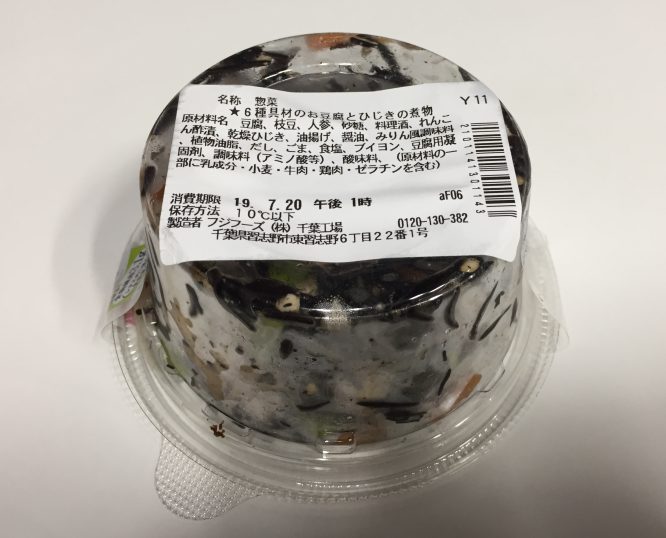 名称 惣菜
Y11
★6種具材のお豆腐とひじきの煮物
原材料名 豆腐、枝豆、人参、砂糖、料理酒、れんこ
ん酢漬、乾燥ひじき、油揚げ、醤油、みりん風調味料
、植物油脂、だし、ごま、食塩、ブイヨン、豆腐用凝
固剤、調味料（アミノ酸等）、酸味料、（原材料の一
部に乳成分・小麦・牛肉・鶏肉・ゼラチンを含む）
2101141301143
消費期限 19. 7.20 午後 1時
aF06
保存方法 10℃以下
製造者 フジフーズ（株）千葉工場
0120-130-382
千葉県習志野市東習志野6丁目22番1号